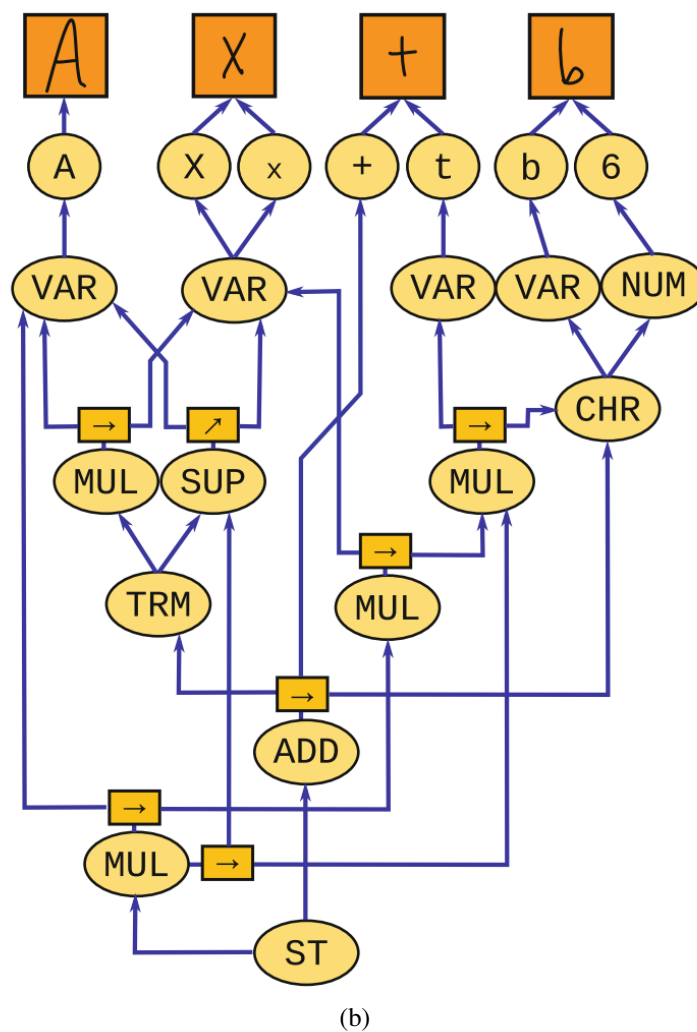 A X + b
A X x + t b 6
VAR VAR VAR VAR NUM
→ ↗ → CHR
MUL SUP MUL
→
TRM MUL
→
ADD
→
MUL →
ST
(b)